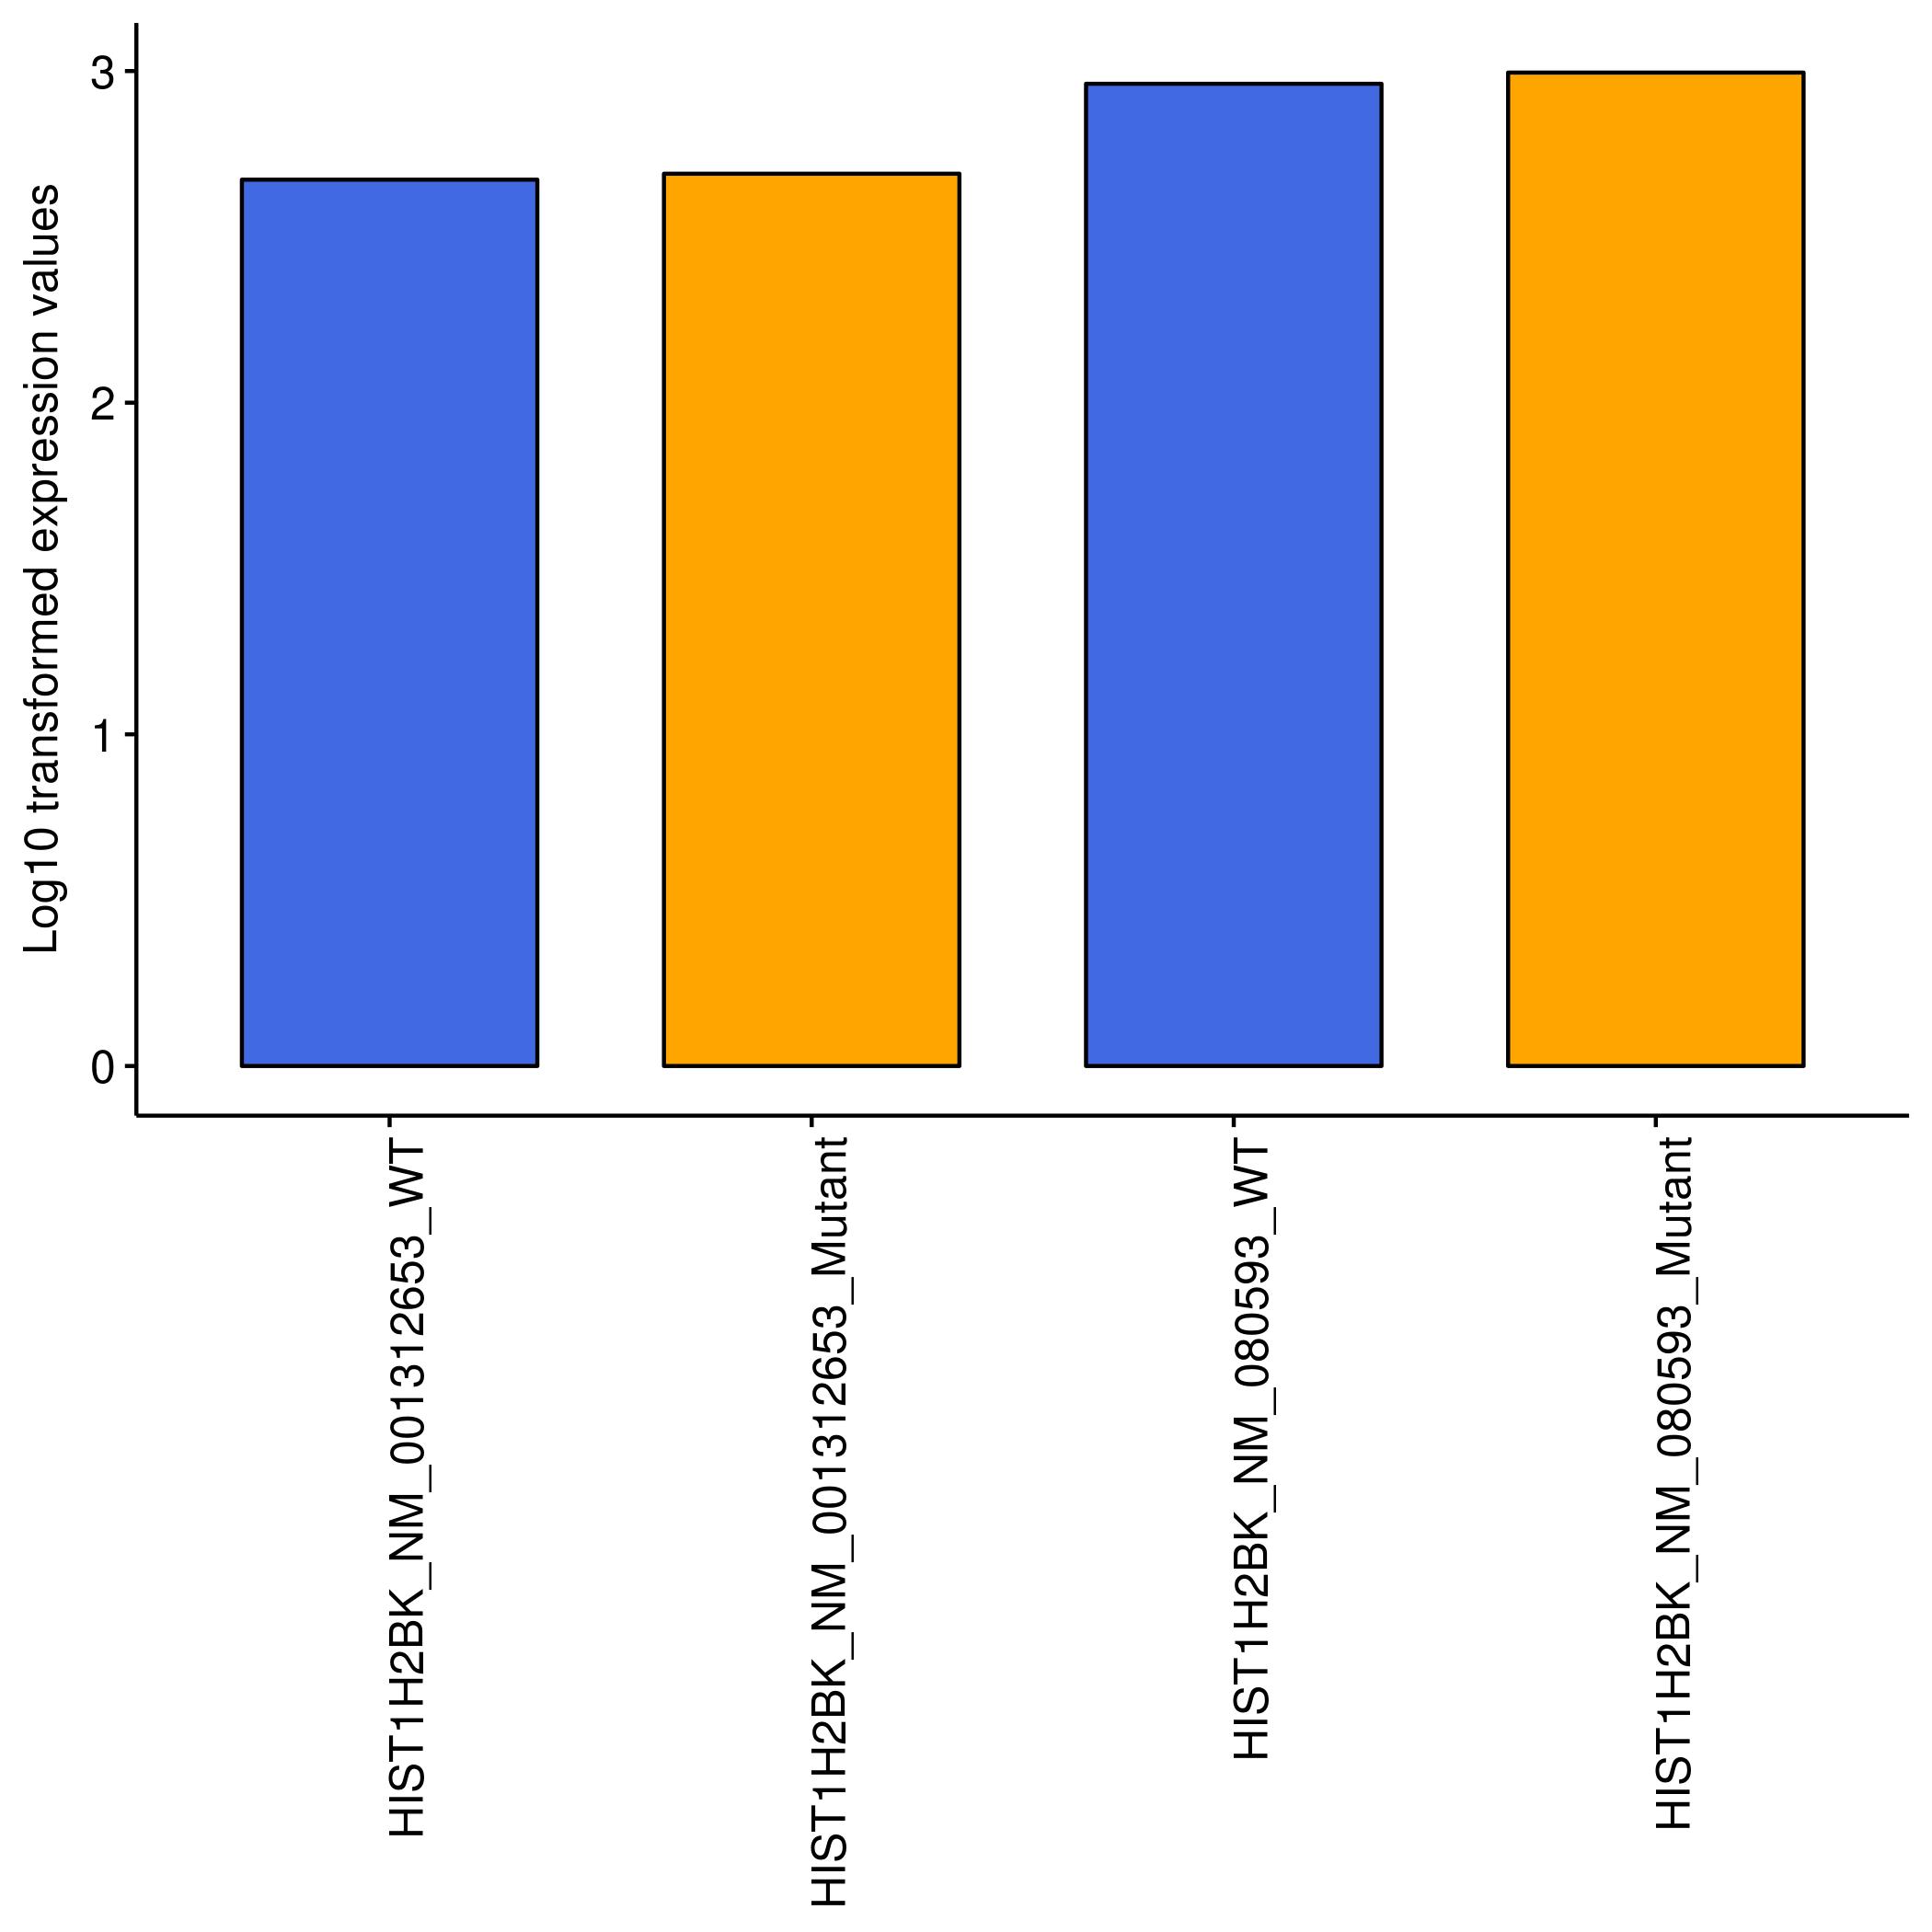 Log10 transformed expression values
3
2
1
0
HIST1H2BK_NM_001312653_WT
HIST1H2BK_NM_001312653_Mutant
HIST1H2BK_NM_080593_WT
HIST1H2BK_NM_080593_Mutant